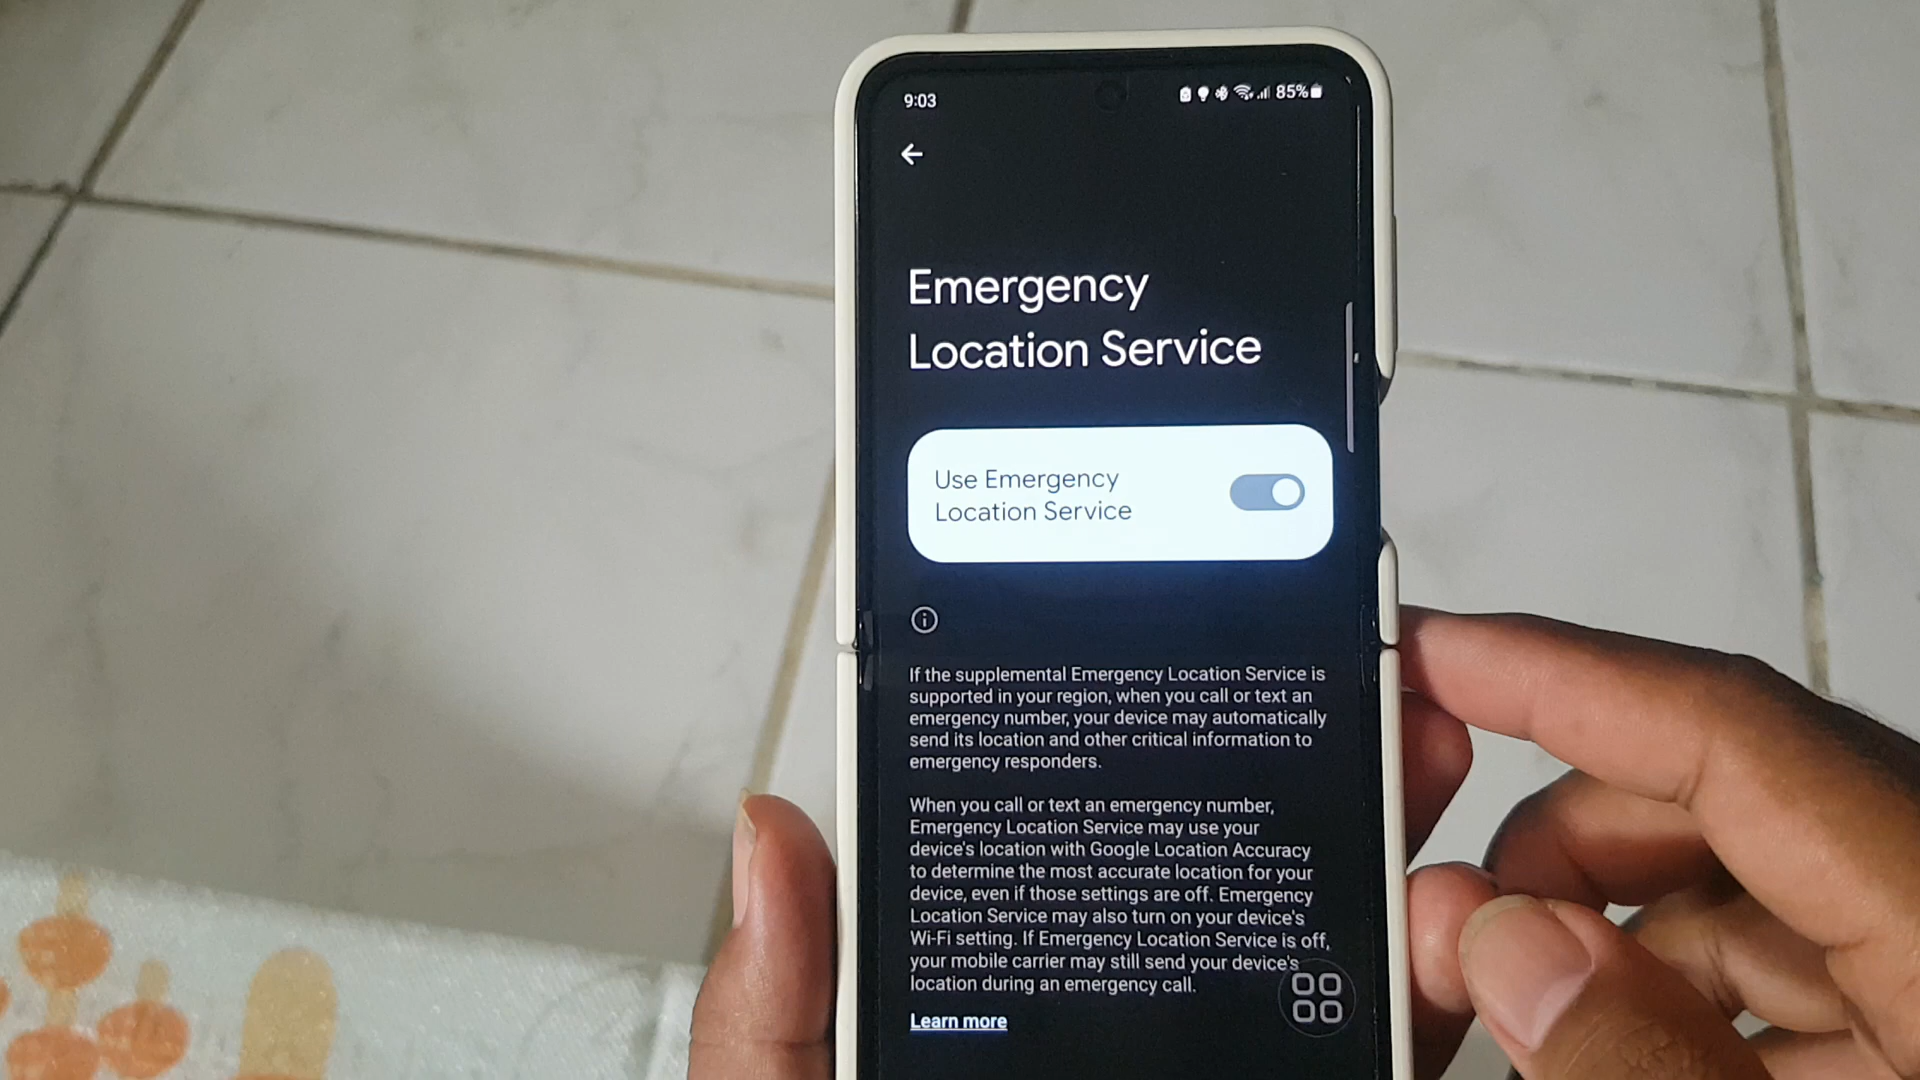 9:03
85%
Emergency
Location Service
Use Emergency
Location Service
If the supplemental Emergency Location Service is
supported in your region, when you call or text an
emergency number, your device may automatically
send its location and other critical information to
emergency responders.
When you call or text an emergency number,
Emergency Location Service may use your
device's location with Google Location Accuracy
to determine the most accurate location for your
device, even if those settings are off. Emergency
Location Service may also turn on your device's
Wi-Fi setting. If Emergency Location Service is off,
your mobile carrier may still send your device's
location during an emergency call.
Learn more